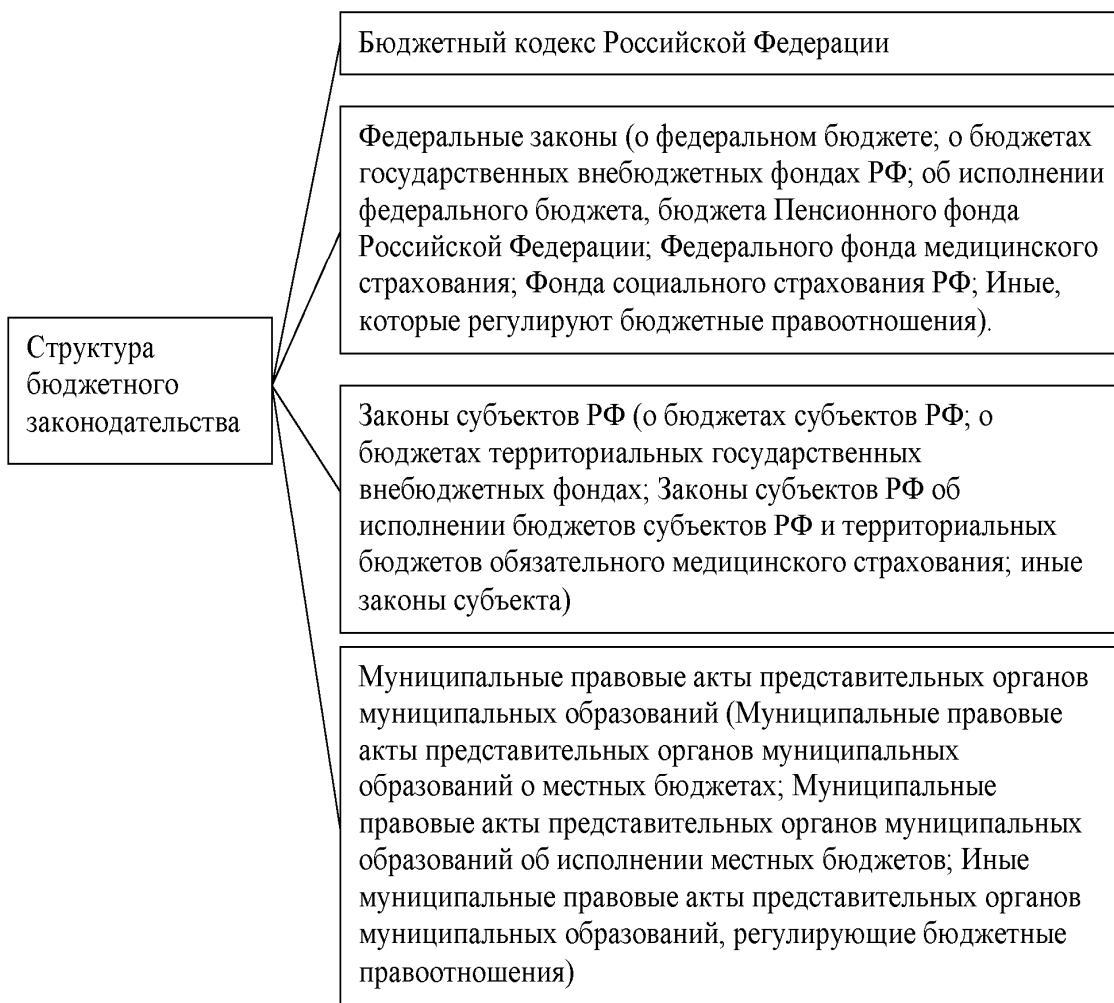 Структура
бюджетного
законодательства
Бюджетный кодекс Российской Федерации
Федеральные законы (о федеральном бюджете; о бюджетах
государственных внебюджетных фондах РФ; об исполнении
федерального бюджета, бюджета Пенсионного фонда
Российской Федерации; Федерального фонда медицинского
страхования; Фонда социального страхования РФ; Иные,
которые регулируют бюджетные правоотношения).
Законы субъектов РФ (о бюджетах субъектов РФ; о
бюджетах территориальных государственных
внебюджетных фондах; Законы субъектов РФ об
исполнении бюджетов субъектов РФ и территориальных
бюджетов обязательного медицинского страхования; иные
законы субъекта)
Муниципальные правовые акты представительных органов
муниципальных образований (Муниципальные правовые
акты представительных органов муниципальных
образований о местных бюджетах; Муниципальные
правовые акты представительных органов муниципальных
образований об исполнении местных бюджетов; Иные
муниципальные правовые акты представительных органов
муниципальных образований, регулирующие бюджетные
правоотношения)